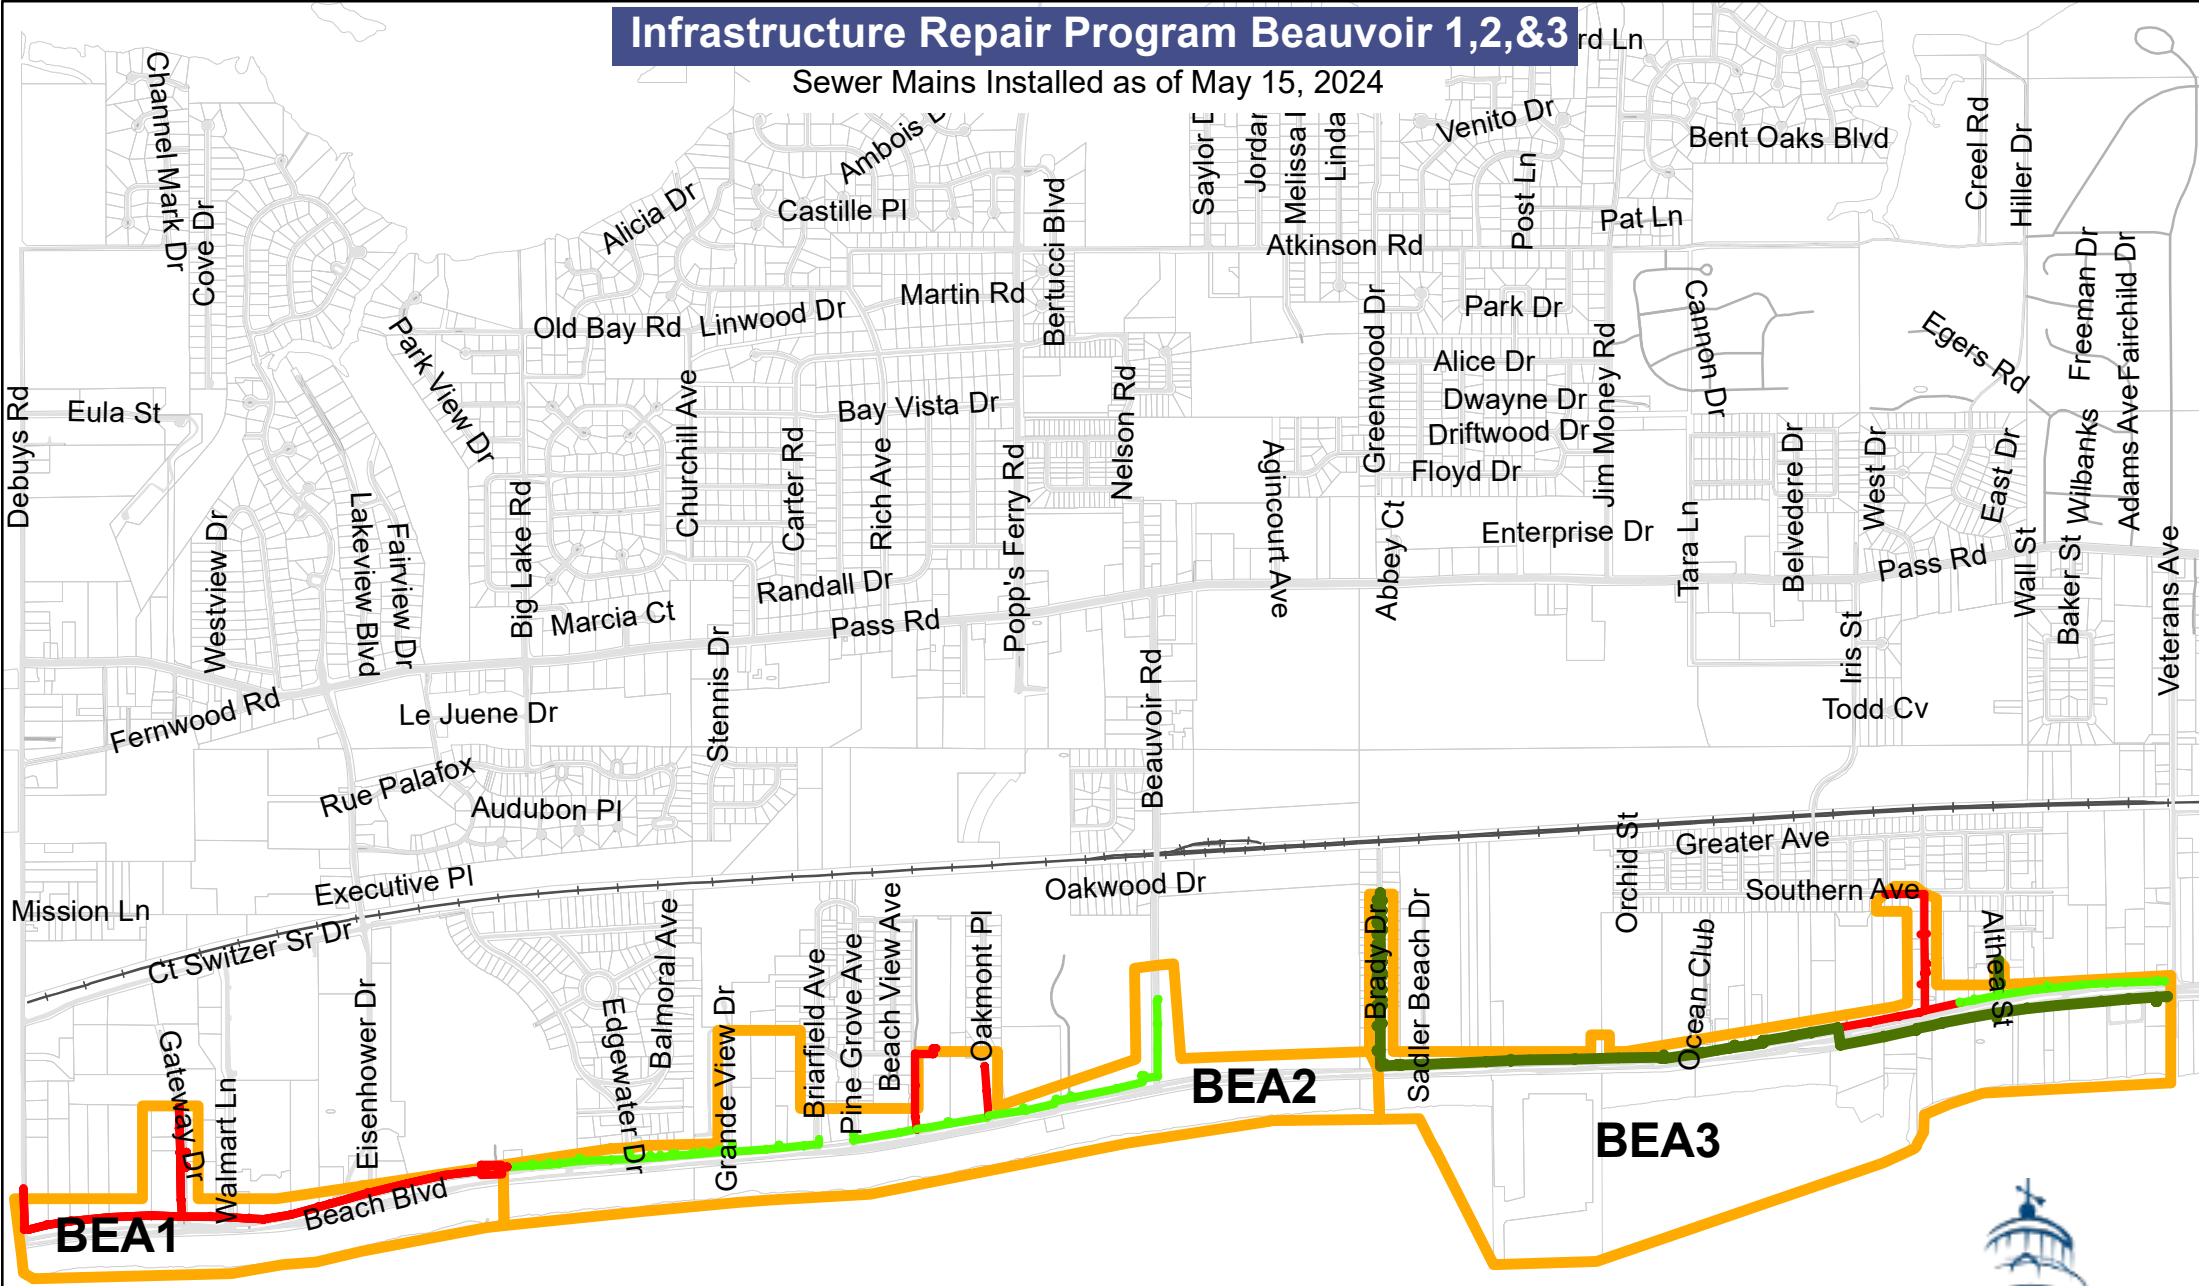 Infrastructure Repair Program Beauvoir 1,2,&3
rd Ln
Sewer Mains Installed as of May 15, 2024
Channel Mark Dr
Cove Dr
Alicia Dr
Ambois D
Castille Pl
Bertucci Blvd
Saylor
Jordan
Melissa
Linda
Venito Dr
Post Ln
Bent Oaks Blvd
Pat Ln
Creel Rd
Hiller Dr
Atkinson Rd
Martin Rd
Linwood Dr
Old Bay Rd
Park View Dr
Greenwood Dr
Park Dr
Cannon Dr
Egers Rd
Freeman Dr
Fairchild Dr
Debuys Rd
Eula St
Churchill Ave
Bay Vista Dr
Nelson Rd
Alice Dr
Dwayne Dr
Driftwood Dr
Floyd Dr
Jim Money Rd
Carter Rd
Rich Ave
Popp's Ferry Rd
Agincourt Ave
Belvedere Dr
West Dr
East Dr
Wilbanks
Adams Ave
Westview Dr
Lakeview Blvd
Fairview Dr
Big Lake Rd
Marcia Ct
Randall Dr
Pass Rd
Abbey Ct
Enterprise Dr
Tara Ln
Pass Rd
Wall St
Baker St
Veterans Ave
Fernwood Rd
Le Juene Dr
Stennis Dr
Beauvoir Rd
Iris St
Todd Cv
Rue Palafox
Audubon Pl
Orchid St
Greater Ave
Executive Pl
Oakwood Dr
Southern Ave
Mission Ln
Ct Switzer Sr Dr
Balmoral Ave
Beach View Ave
Oakmont Pl
Brady Dr
Sadler Beach Dr
Ocean Club
Althea St
Gateway Dr
Walmart Ln
Eisenhower Dr
Edgewater Dr
Grande View Dr
Briarfield Ave
Pine Grove Ave
BEA2
BEA3
Beach Blvd
BEA1